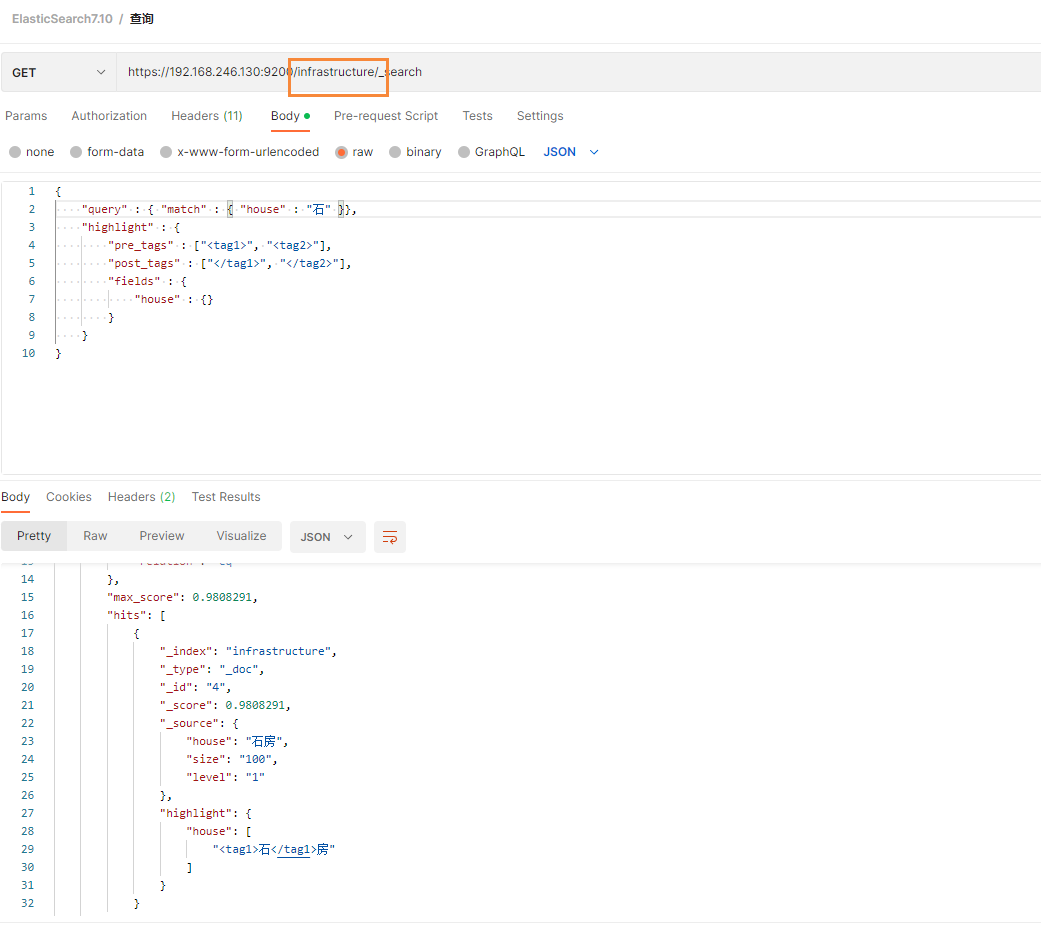 ElasticSearch7.10 / 查询
GET https://192.168.246.130:9200/infrastructure/_search
Params Authorization Headers (11) Body Pre-request Script Tests Settings
none form-data x-www-form-urlencoded raw binary GraphQL JSON
1 {
2 "query" : { "match" : { "house" : "石" }},
3 "highlight" : {
4 "pre_tags" : ["<tag1>", "<tag2>"],
5 "post_tags" : ["</tag1>", "</tag2>"],
6 "fields" : {
7 "house" : {}
8 }
9 }
10 }
Body Cookies Headers (2) Test Results
Pretty Raw Preview Visualize JSON
14 },
15 "max_score": 0.9808291,
16 "hits": [
17 {
18 "_index": "infrastructure",
19 "_type": "_doc",
20 "_id": "4",
21 "_score": 0.9808291,
22 "_source": {
23 "house": "石房",
24 "size": "100",
25 "level": "1"
26 },
27 "highlight": {
28 "house": [
29 "<tag1>石</tag1>房"
30 ]
31 }
32 }